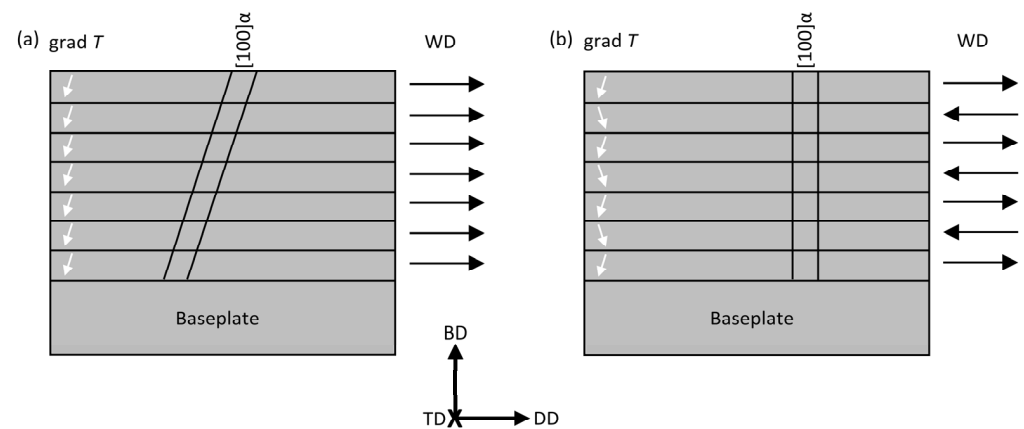 (a) grad T [100]α WD
Baseplate
(b) grad T [100]α WD
Baseplate
BD
TD DD